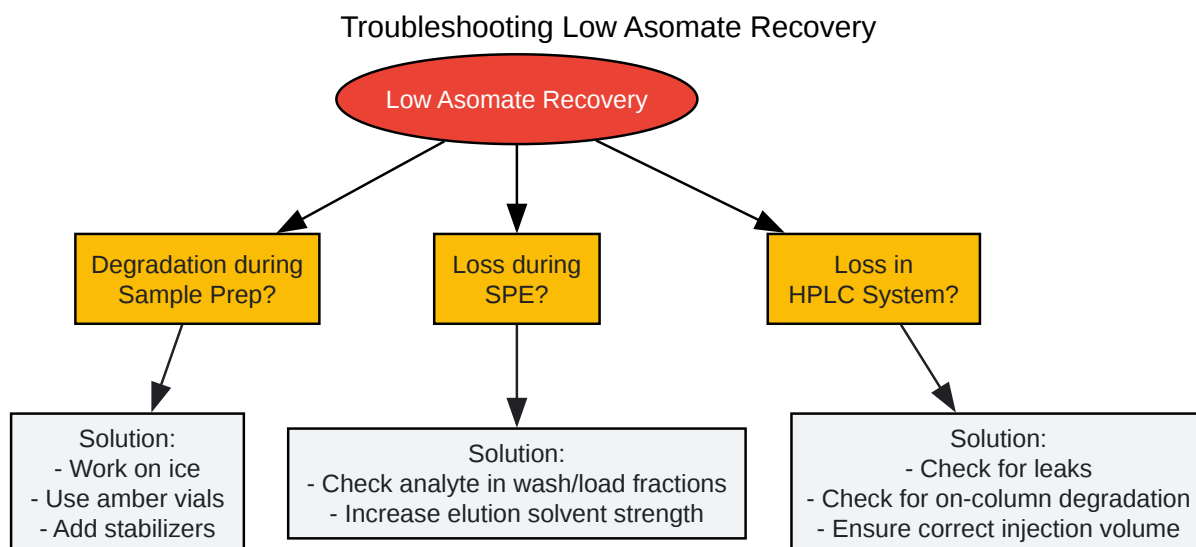 Troubleshooting Low Asomate Recovery
Low Asomate Recovery
Degradation during
Sample Prep?
Loss during
SPE?
Loss in
HPLC System?
Solution:
- Work on ice
- Use amber vials
- Add stabilizers
Solution:
- Check analyte in wash/load fractions
- Increase elution solvent strength
Solution:
- Check for leaks
- Check for on-column degradation
- Ensure correct injection volume